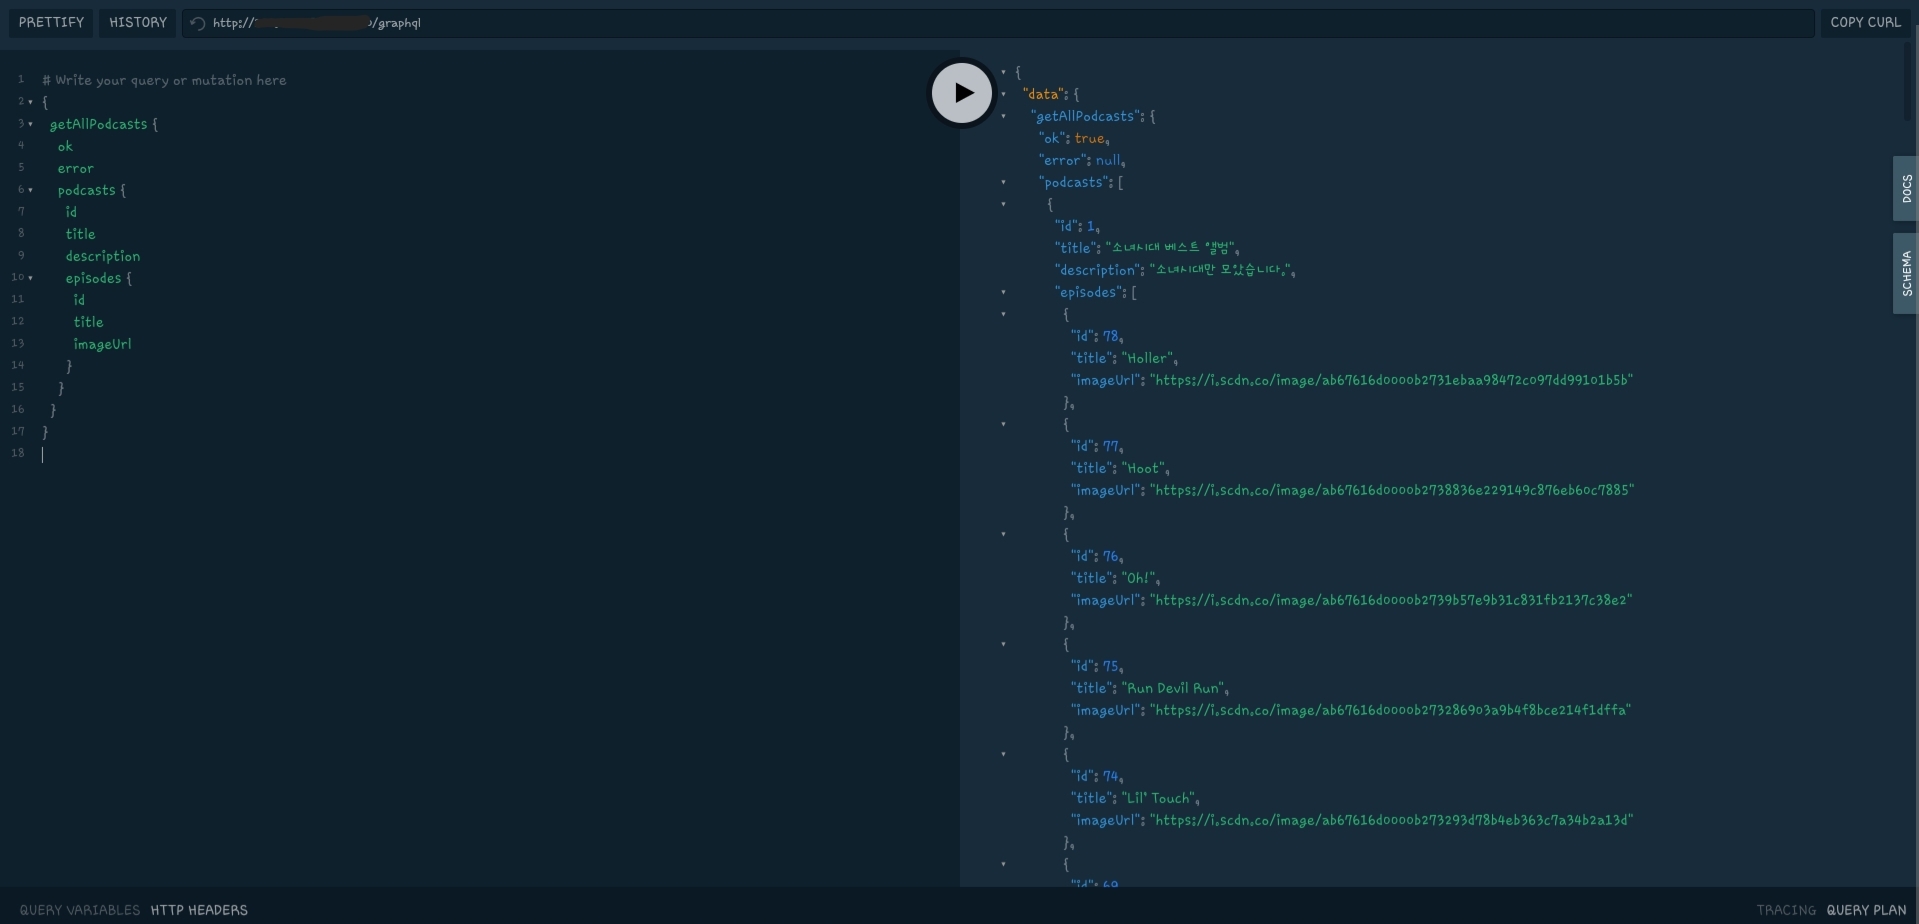 PRETTIFY HISTORY http:// /graphql COPY CURL
1 # Write your query or mutation here
2 {
3 getAllPodcasts {
4 ok
5 error
6 podcasts {
7 id
8 title
9 description
10 episodes {
11 id
12 title
13 imageUrl
14 }
15 }
16 }
17 }
18
{
"data": {
"getAllPodcasts": {
"ok": true,
"error": null,
"podcasts": [
{
"id": 1,
"title": "소녀시대 베스트 앨범",
"description": "소녀시대만 모았습니다.",
"episodes": [
{
"id": 78,
"title": "Holler",
"imageUrl": "https://i.scdn.co/image/ab67616d0000b2731ebaa98472c097dd99101b5b"
},
{
"id": 77,
"title": "Hoot",
"imageUrl": "https://i.scdn.co/image/ab67616d0000b2738836e229149c876eb60c7885"
},
{
"id": 76,
"title": "Oh!",
"imageUrl": "https://i.scdn.co/image/ab67616d0000b2739b57e9b31c831fb2137c38e2"
},
{
"id": 75,
"title": "Run Devil Run",
"imageUrl": "https://i.scdn.co/image/ab67616d0000b273286903a9b4f8bce214f1dffa"
},
{
"id": 74,
"title": "Lil' Touch",
"imageUrl": "https://i.scdn.co/image/ab67616d0000b273293d78b4eb363c7a34b2a13d"
},
{
"id": 69
DOCS
SCHEMA
QUERY VARIABLES HTTP HEADERS
TRACING QUERY PLAN